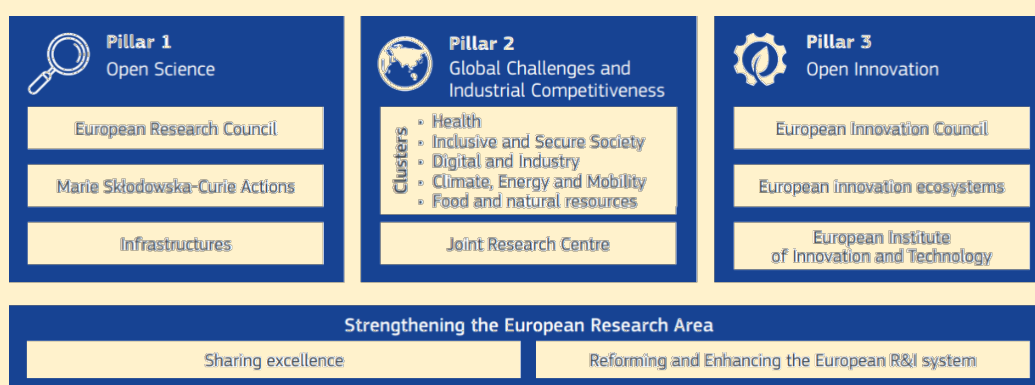 Pillar 1
Open Science
European Research Council
Marie Skłodowska-Curie Actions
Infrastructures
Pillar 2
Global Challenges and
Industrial Competitiveness
Clusters
• Health
• Inclusive and Secure Society
• Digital and Industry
• Climate, Energy and Mobility
• Food and natural resources
Joint Research Centre
Pillar 3
Open Innovation
European Innovation Council
European innovation ecosystems
European Institute
of Innovation and Technology
Strengthening the European Research Area
Sharing excellence
Reforming and Enhancing the European R&I system